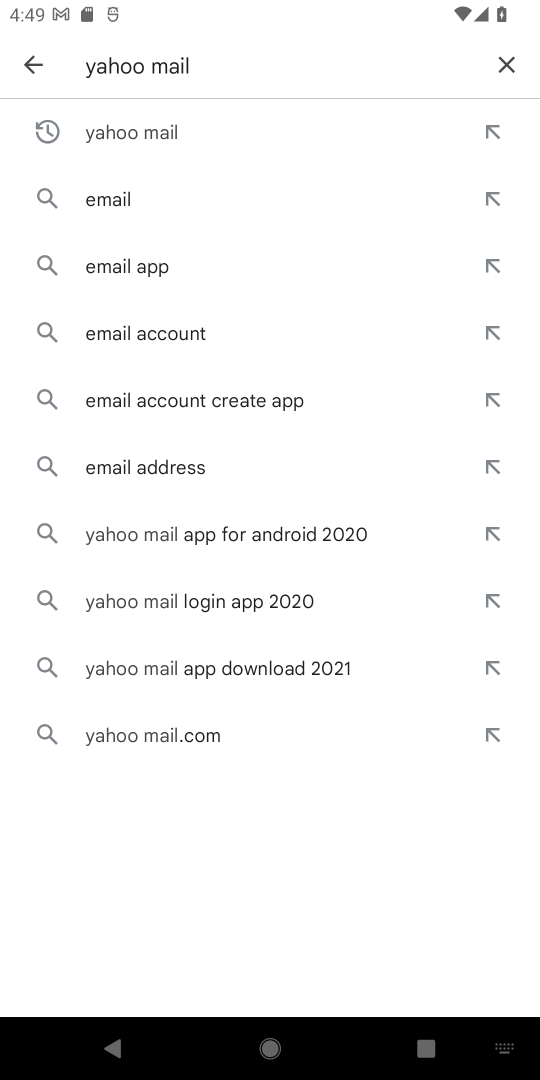 4:49
yahoo mail
yahoo mail
email
email app
email account
email account create app
email address
yahoo mail app for android 2020
yahoo mail login app 2020
yahoo mail app download 2021
yahoo mail.com